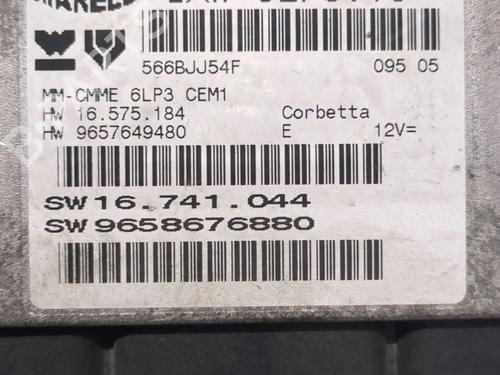 566BJJ54F 095 05
MM-CMME 6LP3 CEM1
HW 16.575.184 Corbetta
HW 9657649480 E 12V=
SW 16.741.044
SW 9658676880